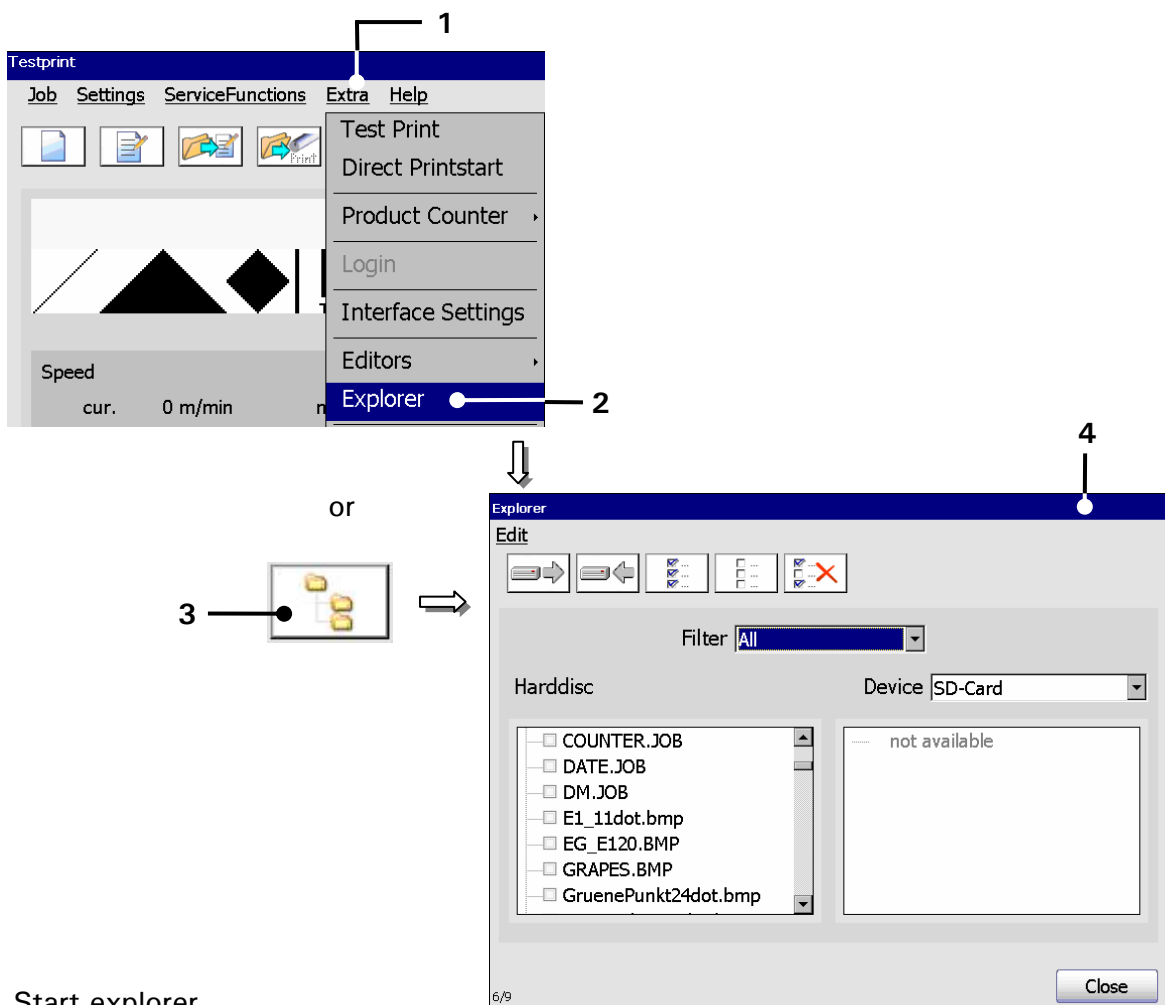 1
Testprint
Job Settings ServiceFunctions Extra Help
Print
Test Print
Direct Printstart
Product Counter
Login
Interface Settings
Editors
Explorer
2
Speed
cur. 0 m/min
or
3
4
Explorer
Edit
Filter All
Harddisc
Device SD-Card
COUNTER.JOB
DATE.JOB
DM.JOB
E1_11dot.bmp
EG_E120.BMP
GRAPES.BMP
GruenePunkt24dot.bmp
not available
Close
6/9
Start explorer